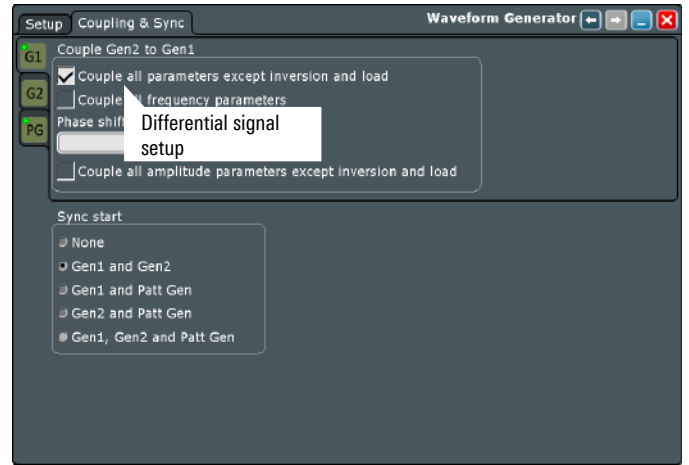 Setup Coupling & Sync Waveform Generator
G1
G2
PG
Couple Gen2 to Gen1
Couple all parameters except inversion and load
Couple all frequency parameters
Phase shift
Differential signal
setup
Couple all amplitude parameters except inversion and load
Sync start
None
Gen1 and Gen2
Gen1 and Patt Gen
Gen2 and Patt Gen
Gen1, Gen2 and Patt Gen